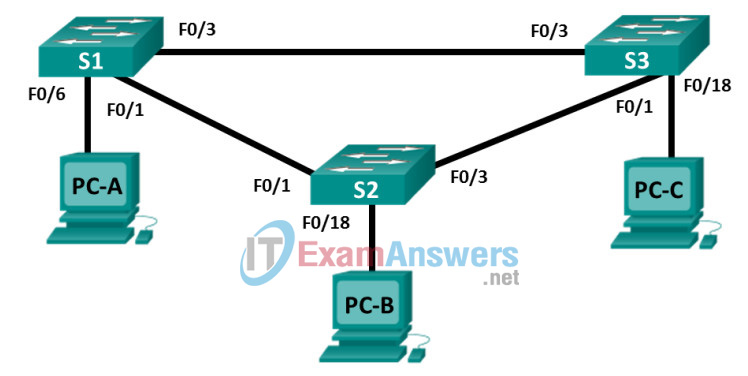 F0/3
F0/3
S1
S3
F0/6
F0/1
F0/1
F0/18
PC-A
F0/1
S2
F0/3
PC-C
F0/18
ITExamAnswers
.net
PC-B